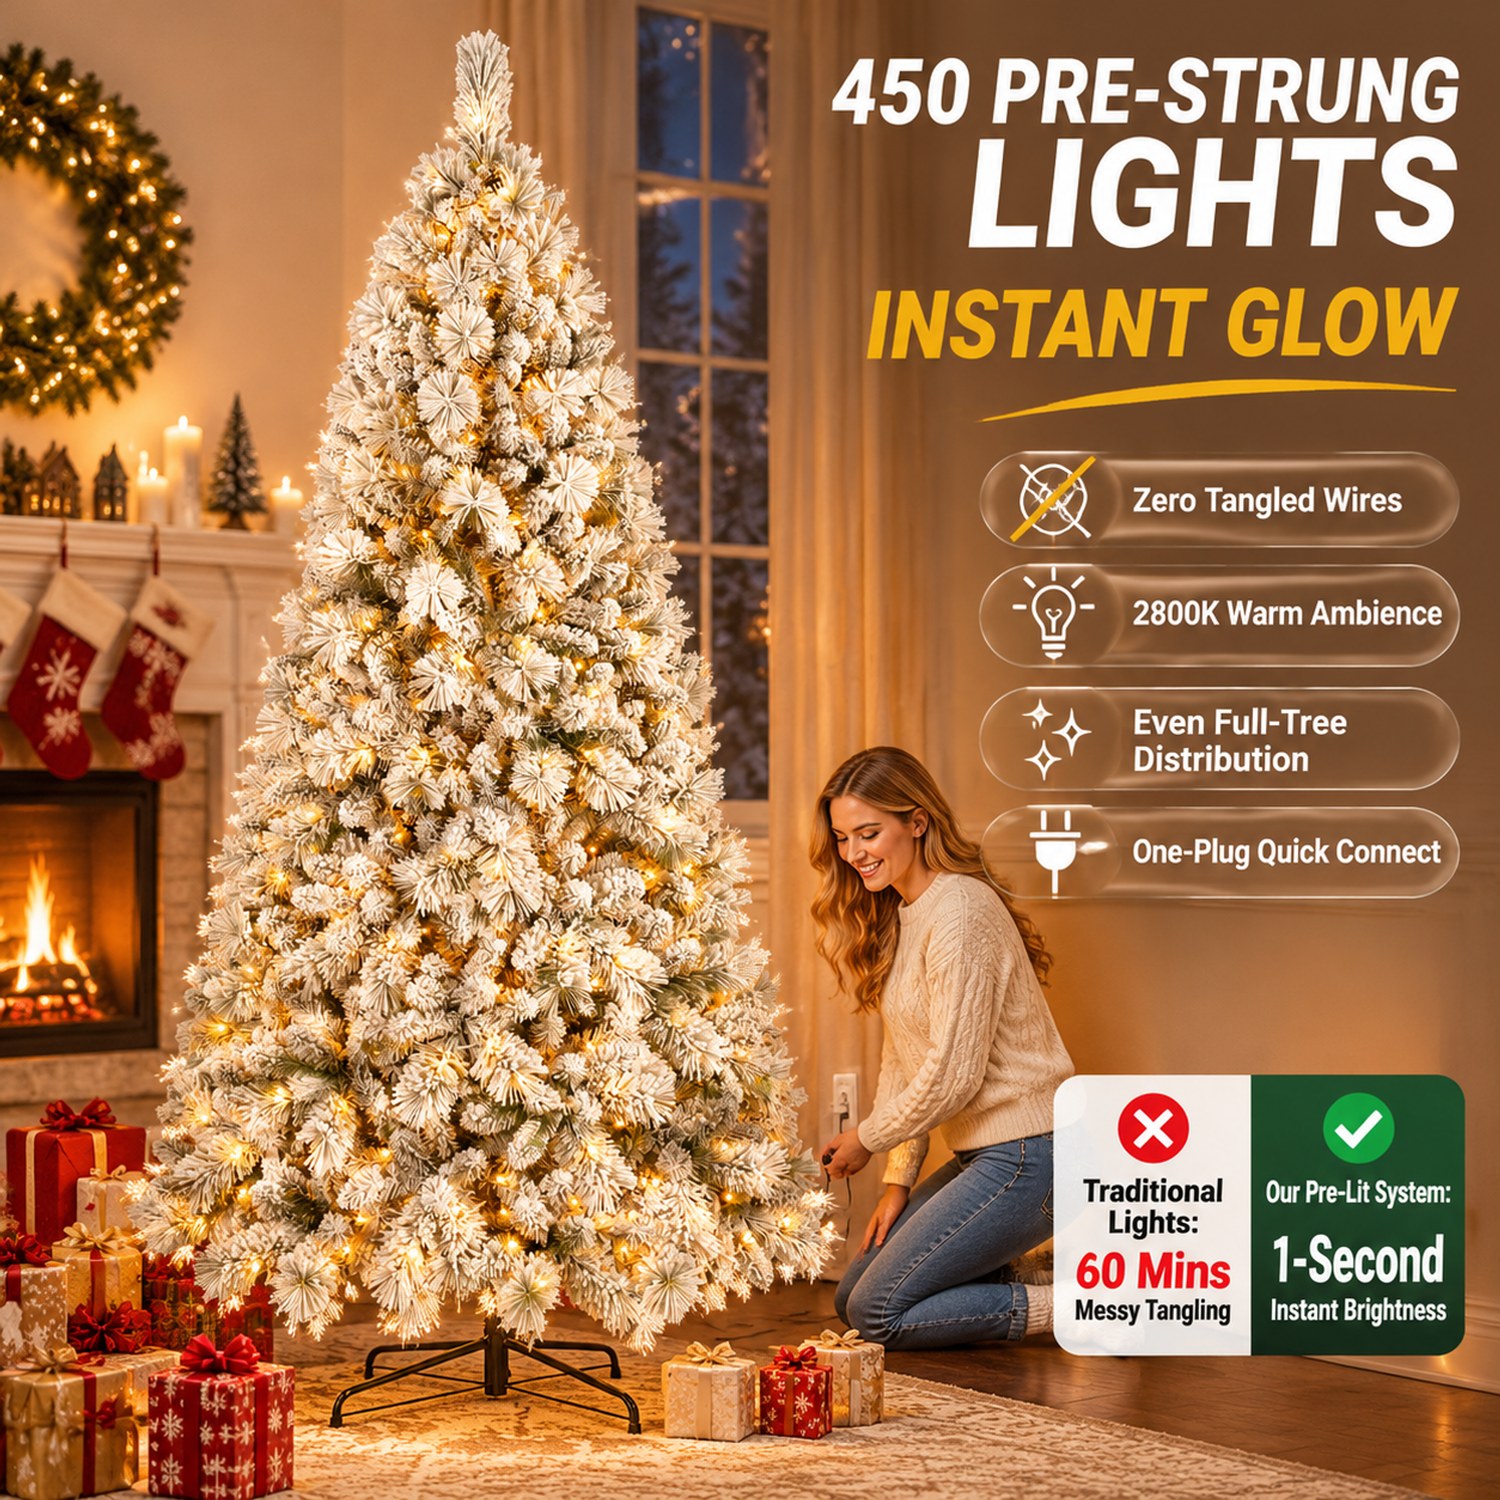 450 PRE-STRUNG
LIGHTS
INSTANT GLOW
Zero Tangled Wires
2800K Warm Ambience
Even Full-Tree
Distribution
One-Plug Quick Connect
Traditional
Lights:
60 Mins
Messy Tangling
Our Pre-Lit System:
1-Second
Instant Brightness